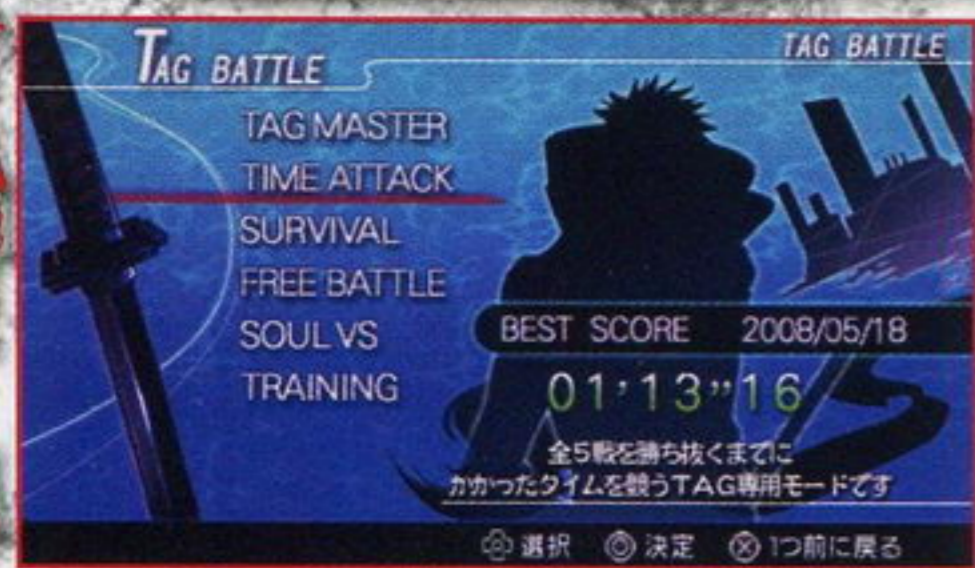 TAG BATTLE
TAG BATTLE
TAG MASTER
TIME ATTACK
SURVIVAL
FREE BATTLE
SOUL VS
TRAINING
BEST SCORE 2008/05/18
01'13"16
全5戦を勝ち抜くまでに
かかったタイムを競うTAG専用モードです
選択 決定 1つ前に戻る